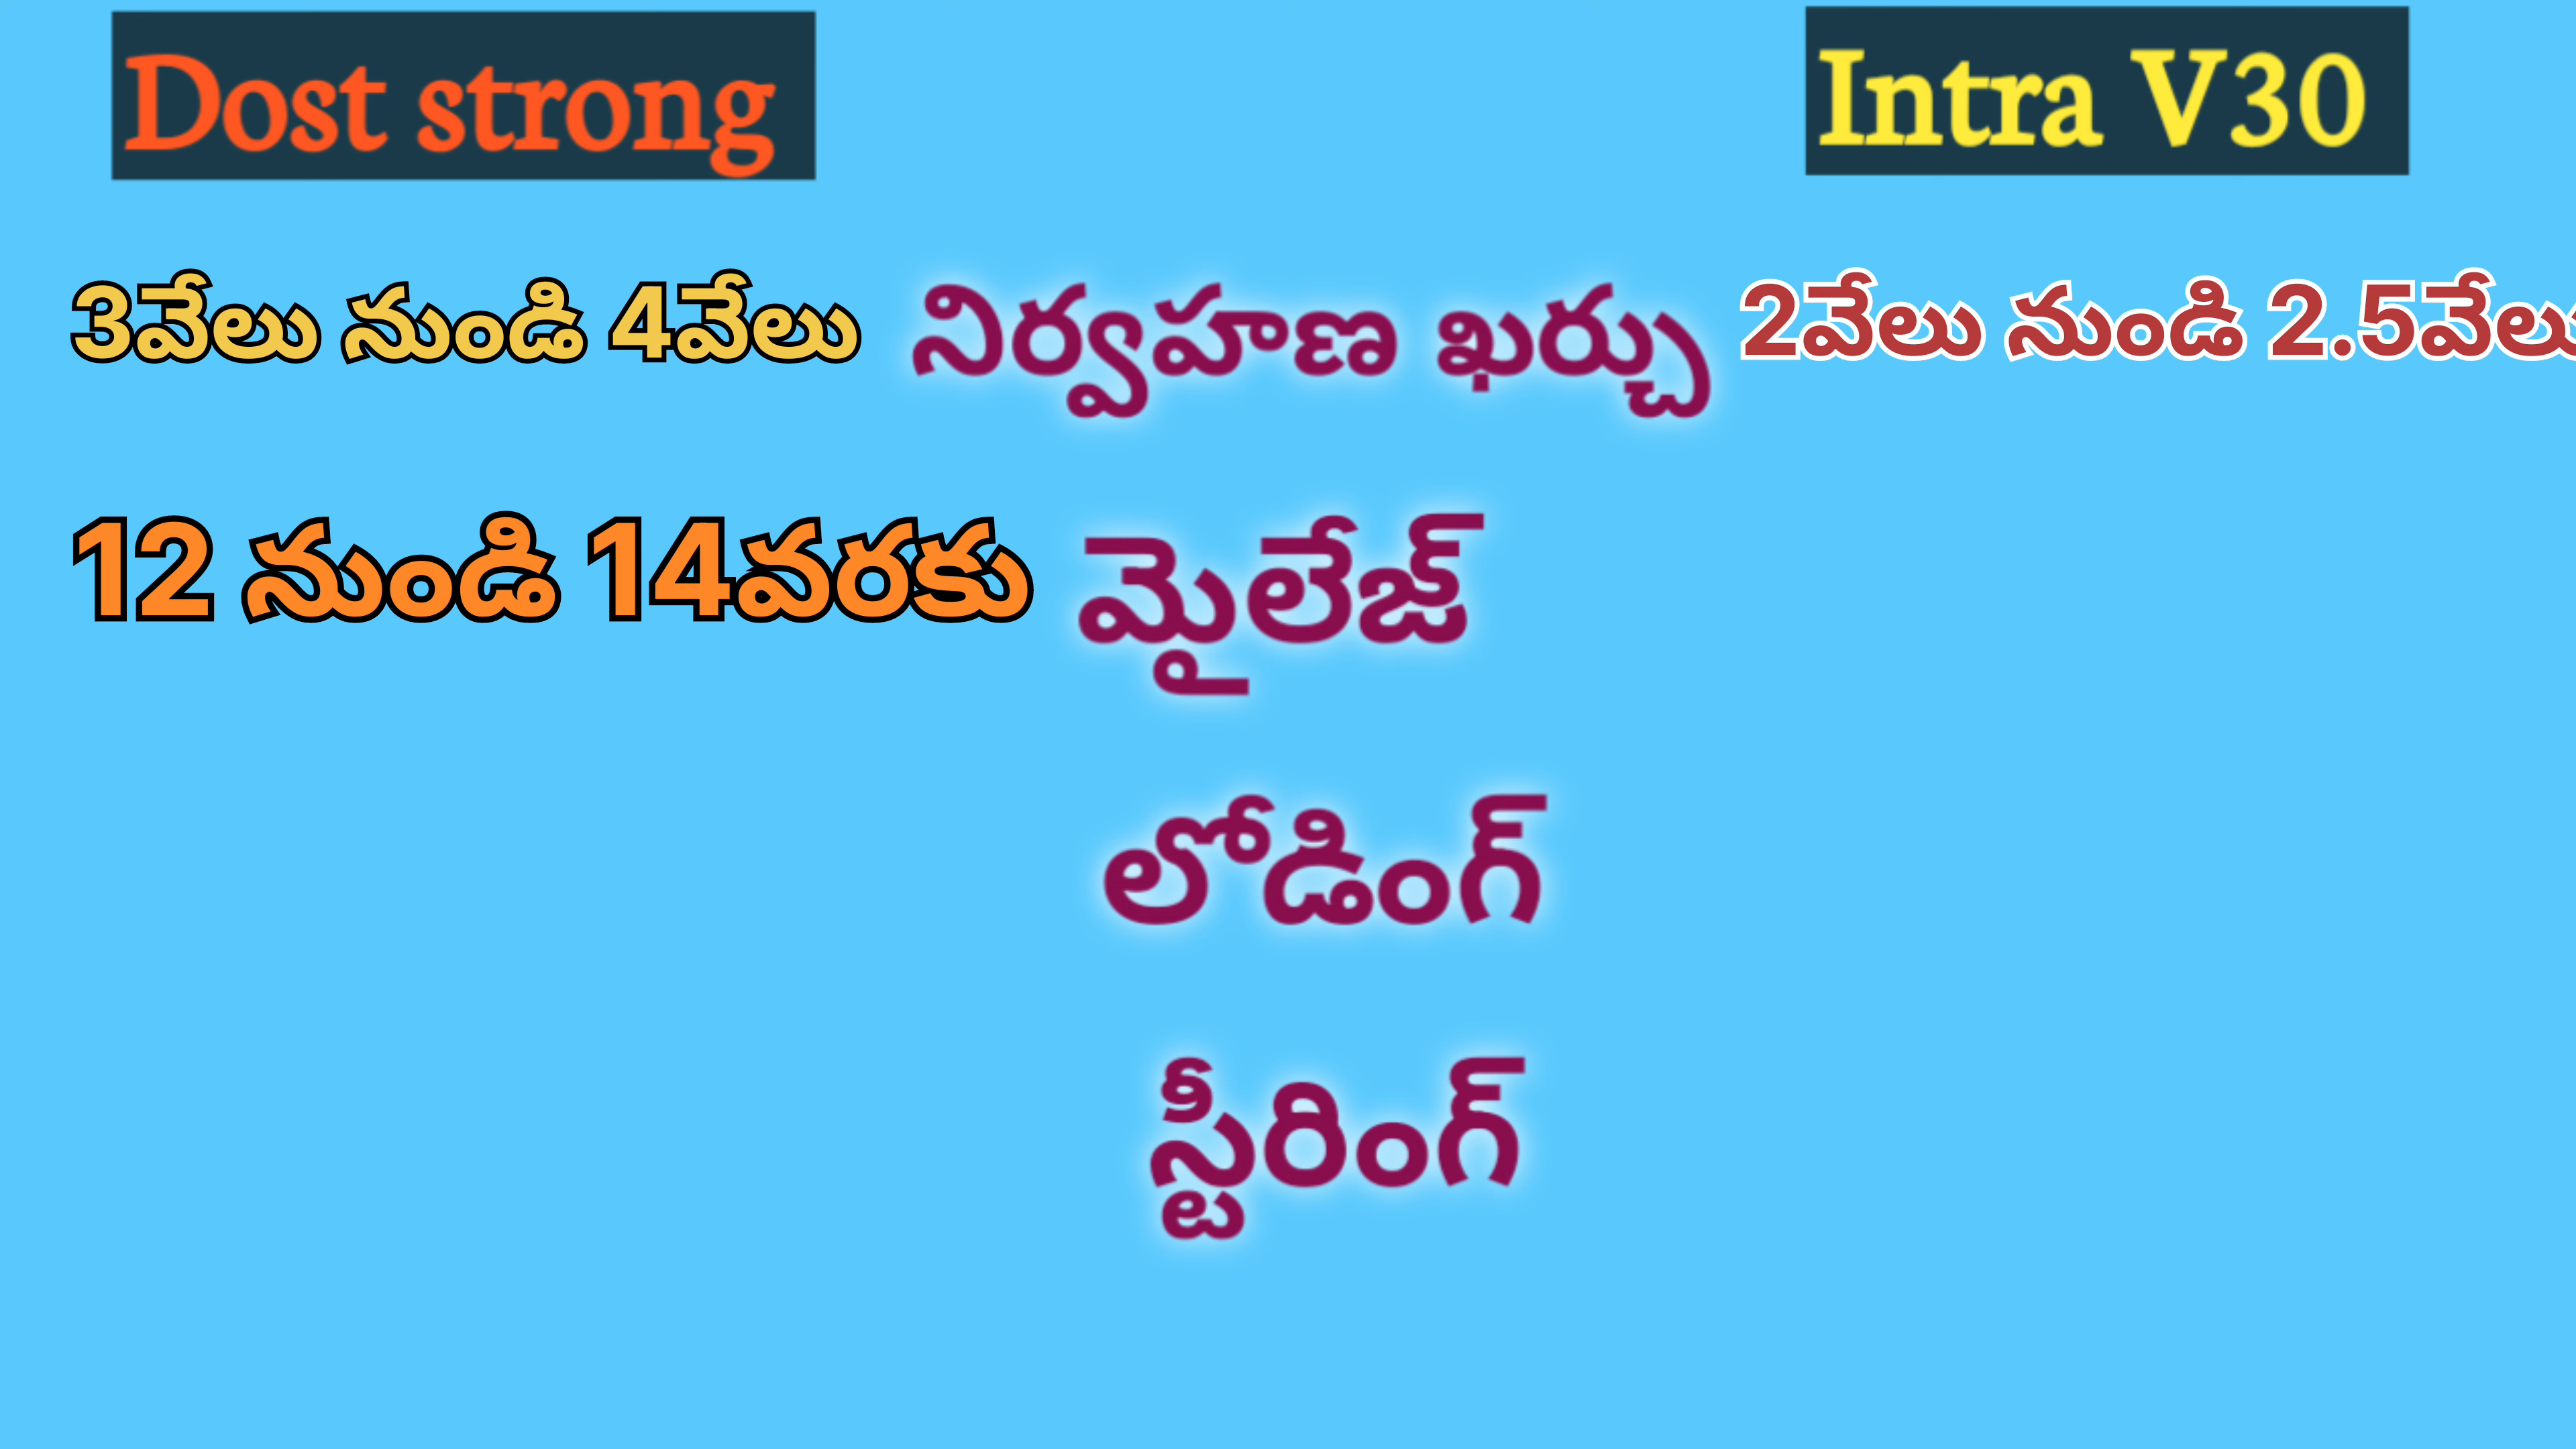 Dost strong
Intra V30
3వేలు నుండి 4వేలు
నిర్వహణ ఖర్చు
2వేలు నుండి 2.5వేలు
12 నుండి 14వరకు
మైలేజ్
లోడింగ్
స్టీరింగ్